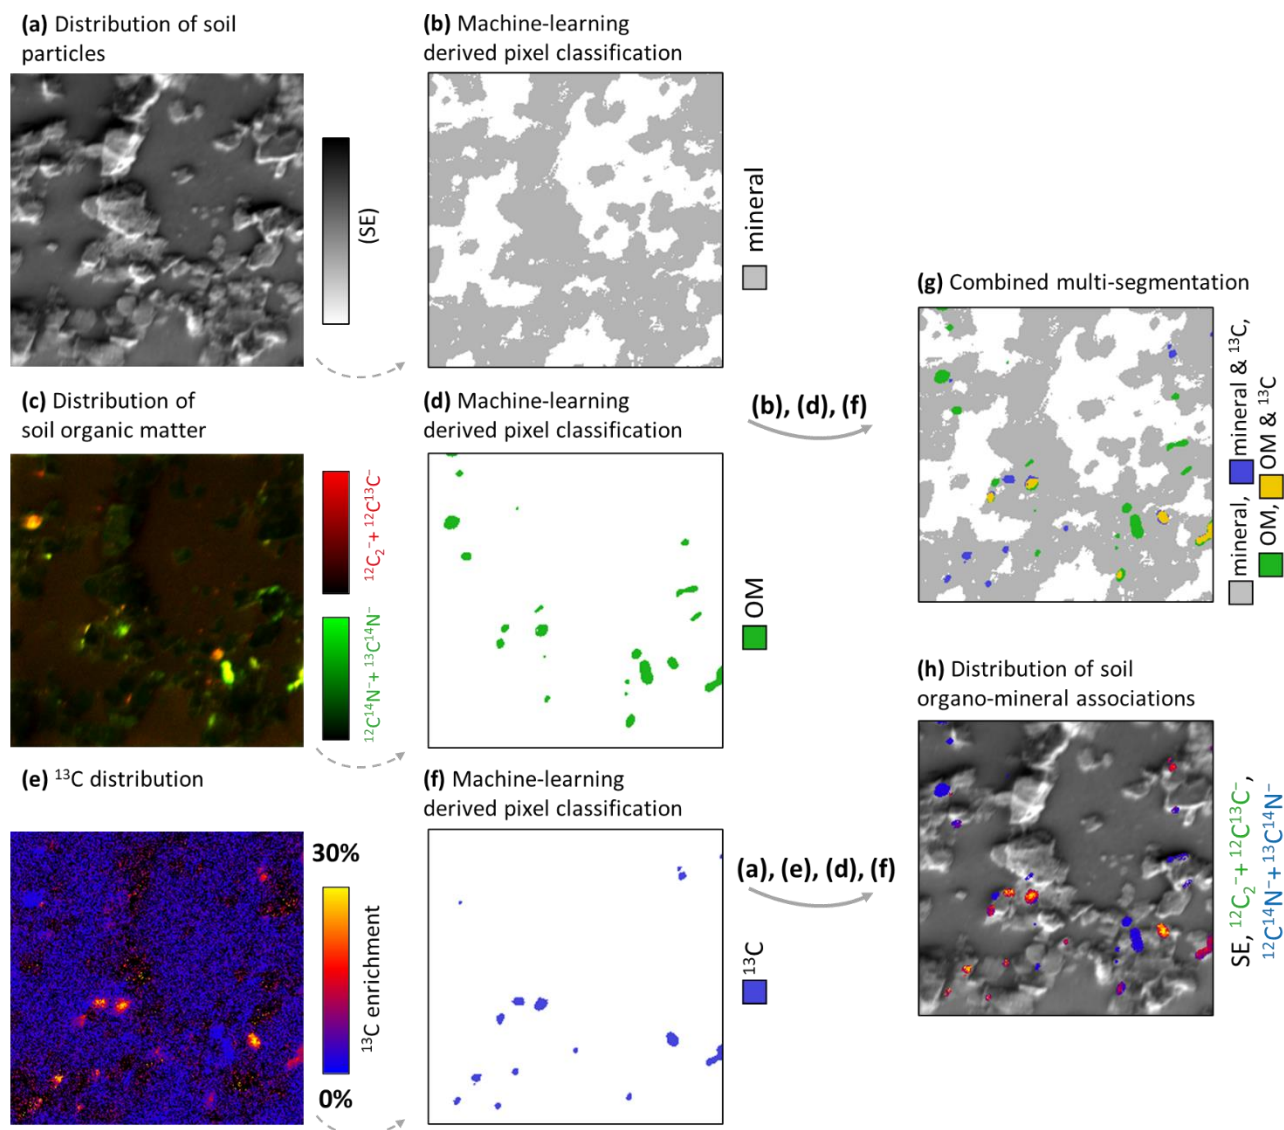 (a) Distribution of soil
particles
(SE)
(b) Machine-learning
derived pixel classification
mineral
(c) Distribution of
soil organic matter
¹²C₂⁻+ ¹²C¹³C⁻
¹²C¹⁴N⁻+ ¹³C¹⁴N⁻
(d) Machine-learning
derived pixel classification
OM
(e) ¹³C distribution
30%
0%
¹³C enrichment
(f) Machine-learning
derived pixel classification
¹³C
(b), (d), (f)
(g) Combined multi-segmentation
mineral, mineral & ¹³C,
OM, OM & ¹³C
(a), (e), (d), (f)
(h) Distribution of soil
organo-mineral associations
SE, ¹²C₂⁻+ ¹²C¹³C⁻,
¹²C¹⁴N⁻+ ¹³C¹⁴N⁻